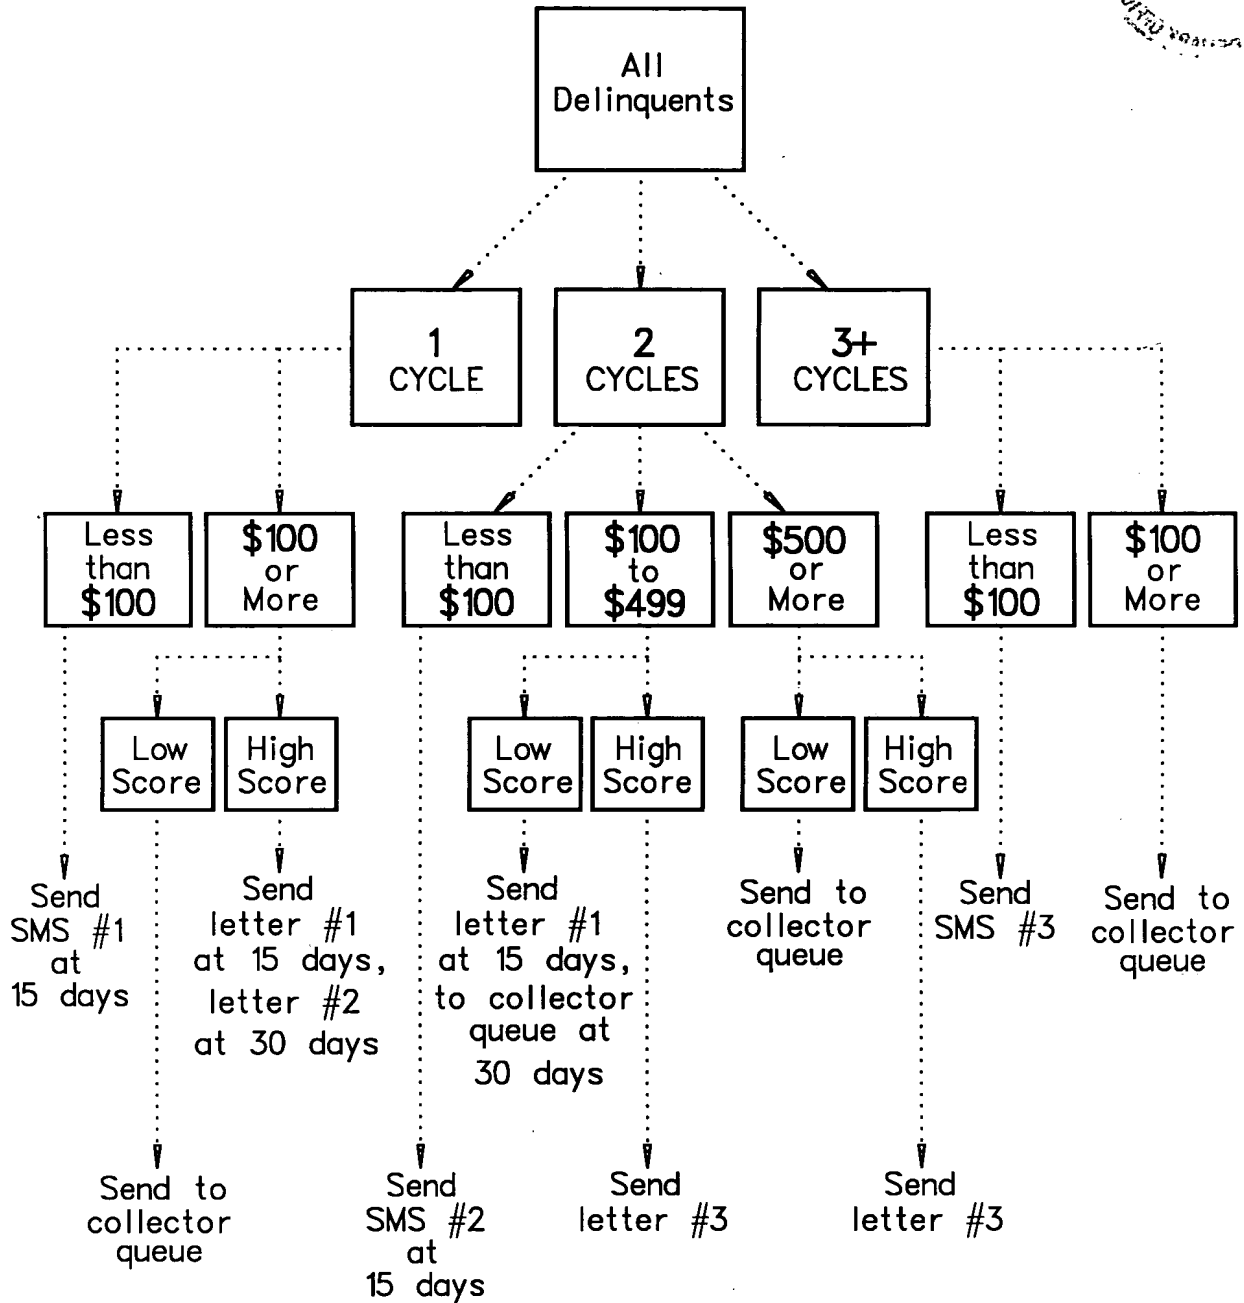 All
Delinquents
1
CYCLE
2
CYCLES
3+
CYCLES
Less
than
$100
$100
or
More
Less
than
$100
$100
to
$499
$500
or
More
Less
than
$100
$100
or
More
Low
Score
High
Score
Low
Score
High
Score
Low
Score
High
Score
Send
SMS #1
at
15 days
Send
letter #1
at 15 days,
letter #2
at 30 days
Send
letter #1
at 15 days,
to collector
queue at
30 days
Send to
collector
queue
Send
SMS #3
Send to
collector
queue
Send to
collector
queue
Send
SMS #2
at
15 days
Send
letter #3
Send
letter #3